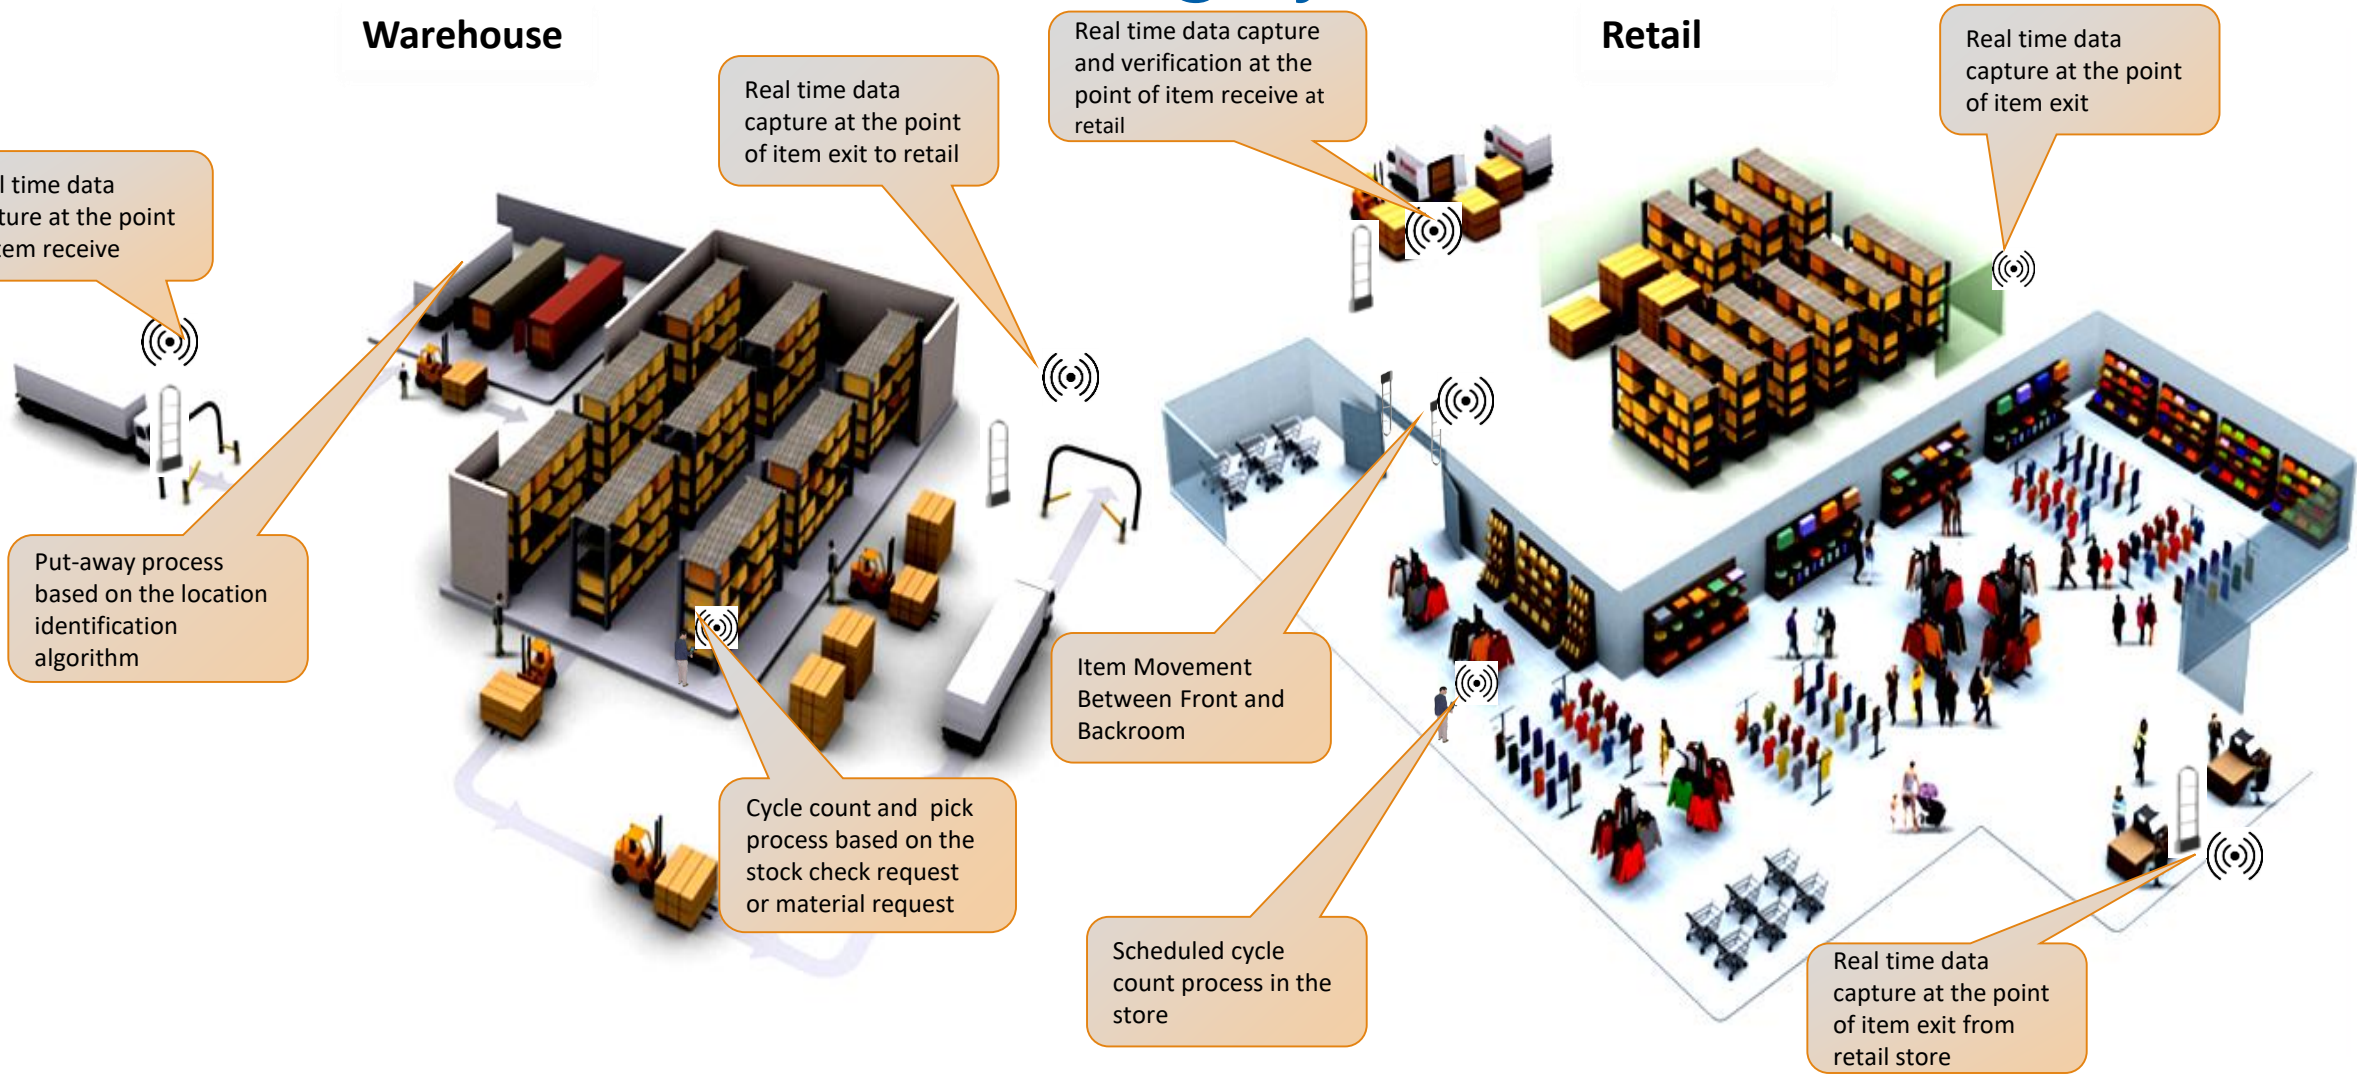 Warehouse
Retail
time data
at the point
receive
Real time data
capture at the point
of item exit to retail
Real time data capture
and verification at the
point of item receive at
retail
Real time data
capture at the point
of item exit
Put-away process
based on the location
identification
algorithm
Item Movement
Between Front and
Backroom
Cycle count and pick
process based on the
stock check request
or material request
Scheduled cycle
count process in the
store
Real time data
capture at the point
of item exit from
retail store